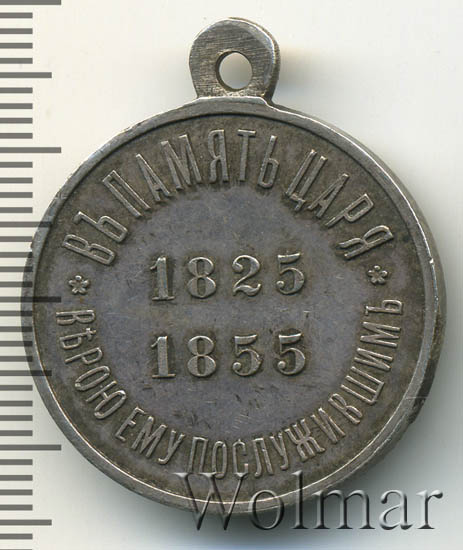 ВЪ ПАМЯТЬ ЦАРЯ
1825
1855
* ВѢРОЮ ЕМУ ПОСЛУЖИВШИМЪ *
Wolmar